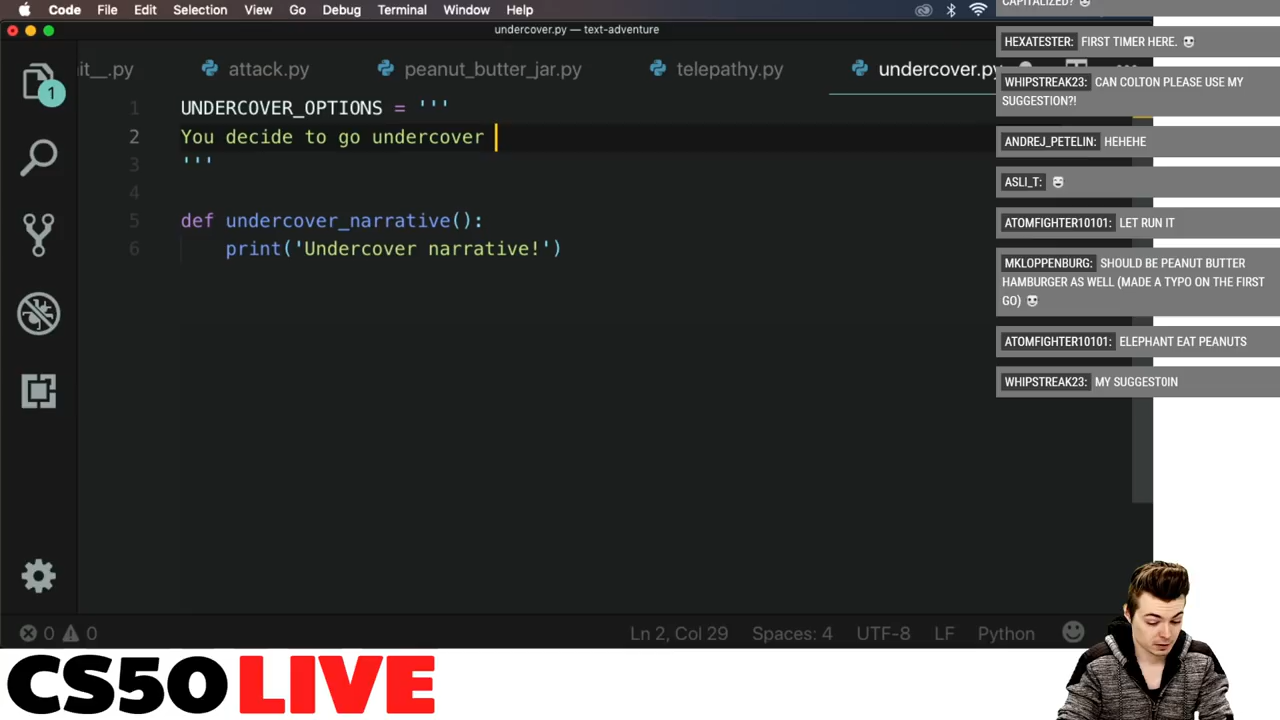 Code File Edit Selection View Go Debug Terminal Window Help
undercover.py — text-adventure
it__.py attack.py peanut_butter_jar.py telepathy.py undercover.py
1 UNDERCOVER_OPTIONS = '''
2 You decide to go undercover
3 '''
4
5 def undercover_narrative():
6 print('Undercover narrative!')
1
0 0 Ln 2, Col 29 Spaces: 4 UTF-8 LF Python
CAPITALIZED?
HEXATESTER: FIRST TIMER HERE.
WHIPSTREAK23: CAN COLTON PLEASE USE MY
SUGGESTION?!
ANDREJ_PETELIN: HEHEHE
ASLI_T:
ATOMFIGHTER10101: LET RUN IT
MKLOPPENBURG: SHOULD BE PEANUT BUTTER
HAMBURGER AS WELL (MADE A TYPO ON THE FIRST
GO)
ATOMFIGHTER10101: ELEPHANT EAT PEANUTS
WHIPSTREAK23: MY SUGGEST0IN
CS50 LIVE